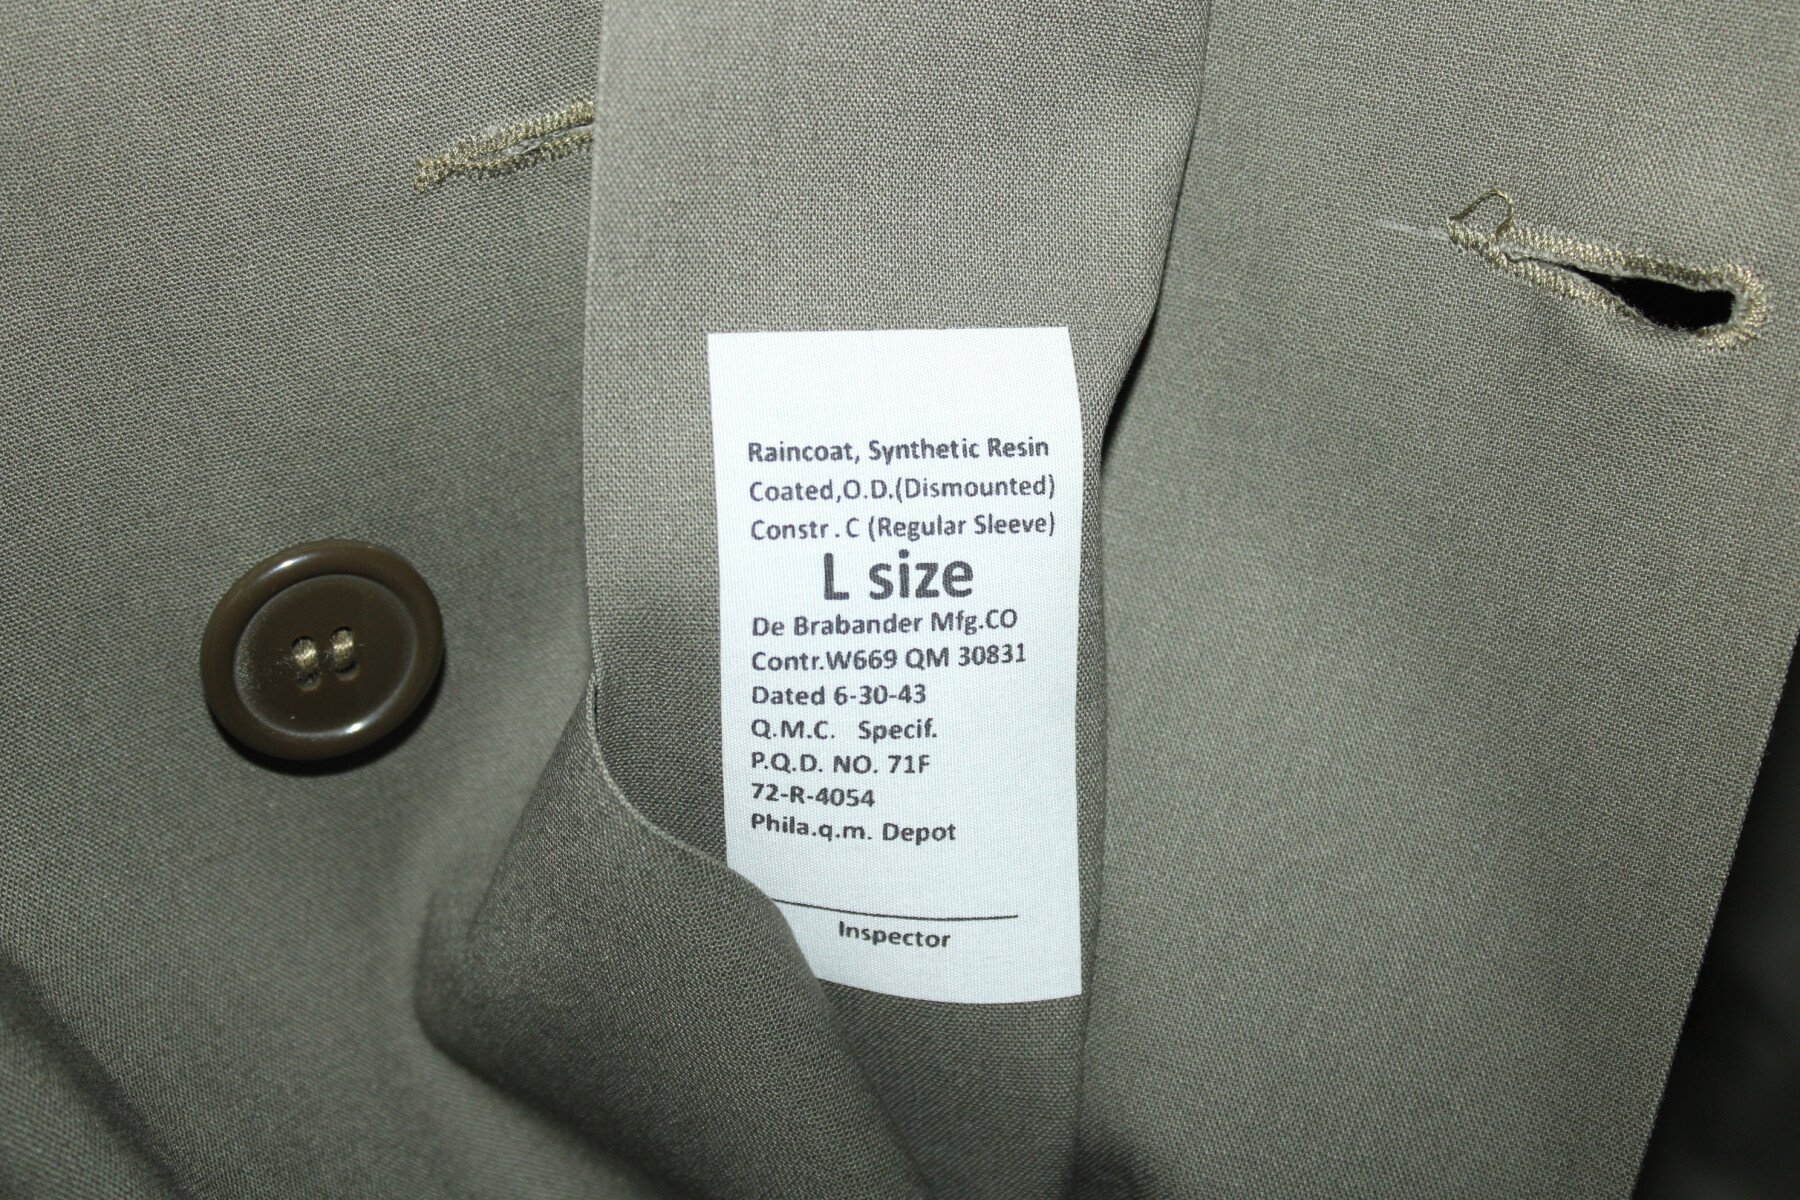 Raincoat, Synthetic Resin
Coated,O.D.(Dismounted)
Constr.C (Regular Sleeve)
L size
De Brabander Mfg.CO
Contr.W669 QM 30831
Dated 6-30-43
Q.M.C. Specif.
P.Q.D. NO. 71F
72-R-4054
Phila.q.m. Depot
Inspector